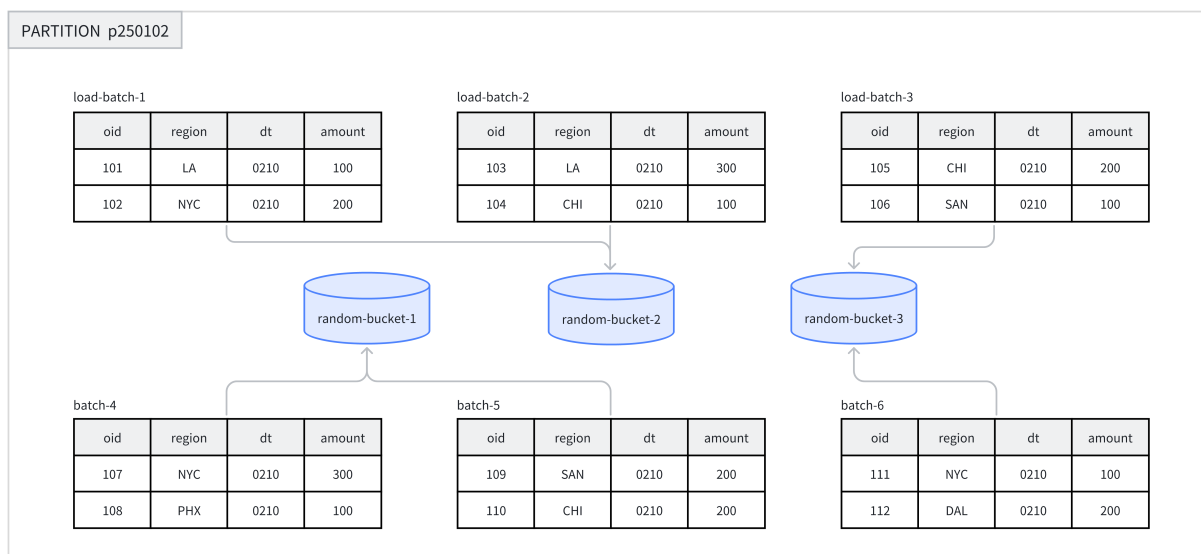 PARTITION p250102
load-batch-1
oid region dt amount
101 LA 0210 100
102 NYC 0210 200
load-batch-2
oid region dt amount
103 LA 0210 300
104 CHI 0210 100
load-batch-3
oid region dt amount
105 CHI 0210 200
106 SAN 0210 100
random-bucket-1
random-bucket-2
random-bucket-3
batch-4
oid region dt amount
107 NYC 0210 300
108 PHX 0210 100
batch-5
oid region dt amount
109 SAN 0210 200
110 CHI 0210 200
batch-6
oid region dt amount
111 NYC 0210 100
112 DAL 0210 200